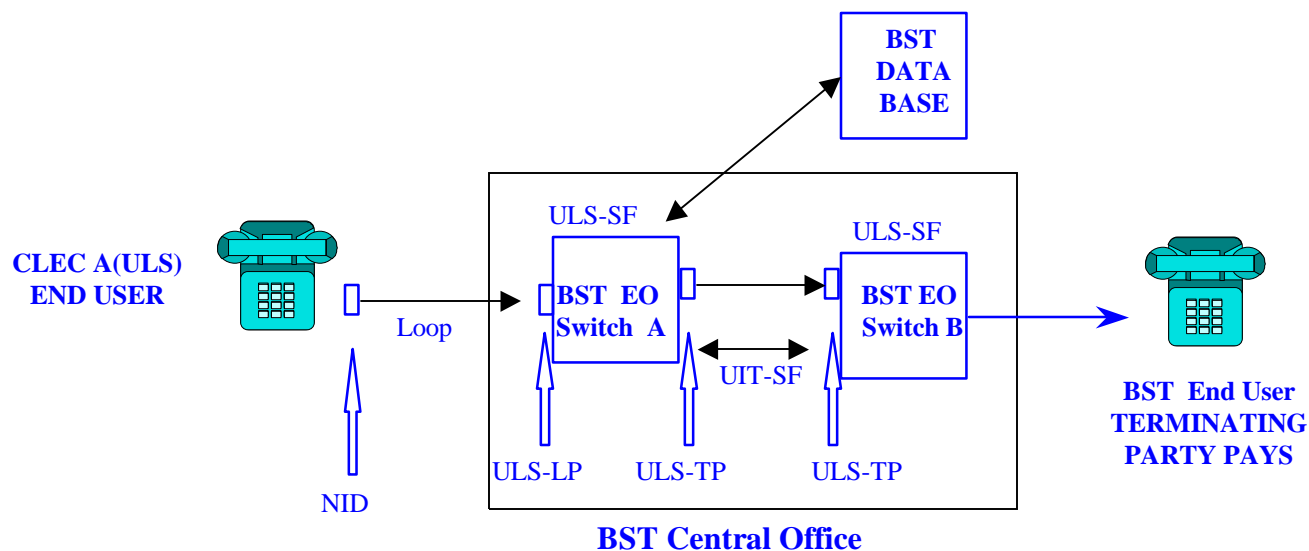 BST
DATA
BASE
ULS-SF
ULS-SF
CLEC A(ULS)
END USER
BST EO
Switch A
BST EO
Switch B
Loop
UIT-SF
BST End User
TERMINATING
PARTY PAYS
ULS-LP
ULS-TP
ULS-TP
NID
BST Central Office